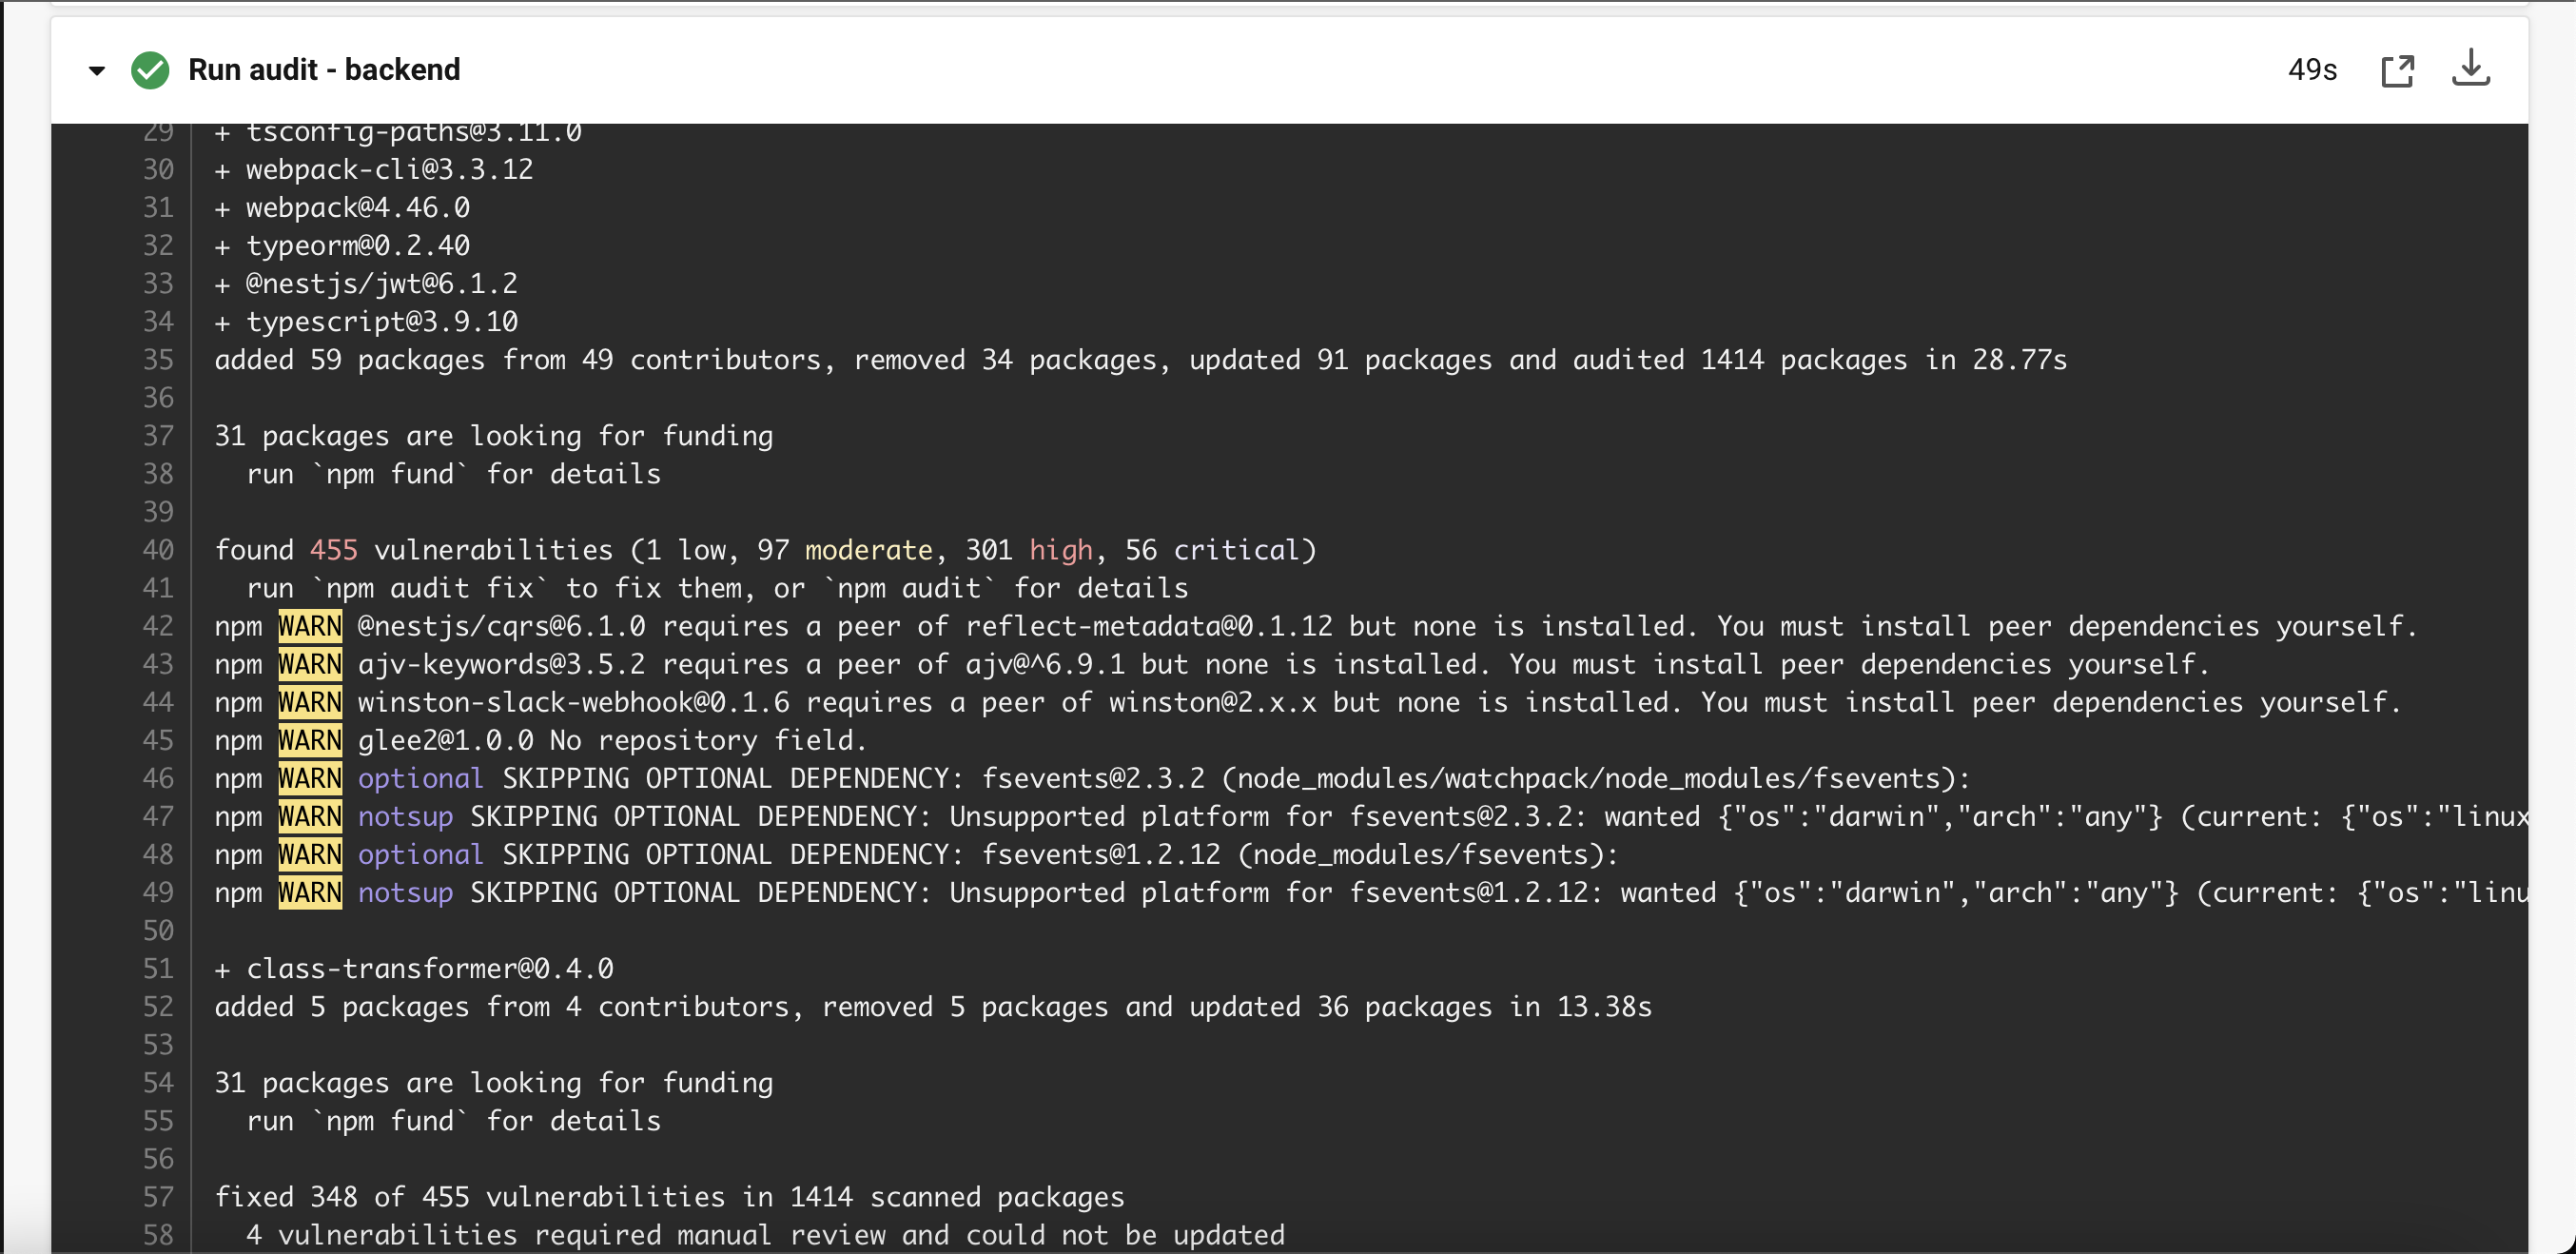 Run audit - backend
49s
29 + tsconfig-paths@3.11.0
30 + webpack-cli@3.3.12
31 + webpack@4.46.0
32 + typeorm@0.2.40
33 + @nestjs/jwt@6.1.2
34 + typescript@3.9.10
35 added 59 packages from 49 contributors, removed 34 packages, updated 91 packages and audited 1414 packages in 28.77s
36
37 31 packages are looking for funding
38   run `npm fund` for details
39
40 found 455 vulnerabilities (1 low, 97 moderate, 301 high, 56 critical)
41   run `npm audit fix` to fix them, or `npm audit` for details
42 npm WARN @nestjs/cqrs@6.1.0 requires a peer of reflect-metadata@0.1.12 but none is installed. You must install peer dependencies yourself.
43 npm WARN ajv-keywords@3.5.2 requires a peer of ajv@^6.9.1 but none is installed. You must install peer dependencies yourself.
44 npm WARN winston-slack-webhook@0.1.6 requires a peer of winston@2.x.x but none is installed. You must install peer dependencies yourself.
45 npm WARN glee2@1.0.0 No repository field.
46 npm WARN optional SKIPPING OPTIONAL DEPENDENCY: fsevents@2.3.2 (node_modules/watchpack/node_modules/fsevents):
47 npm WARN notsup SKIPPING OPTIONAL DEPENDENCY: Unsupported platform for fsevents@2.3.2: wanted {"os":"darwin","arch":"any"} (current: {"os":"linux
48 npm WARN optional SKIPPING OPTIONAL DEPENDENCY: fsevents@1.2.12 (node_modules/fsevents):
49 npm WARN notsup SKIPPING OPTIONAL DEPENDENCY: Unsupported platform for fsevents@1.2.12: wanted {"os":"darwin","arch":"any"} (current: {"os":"linu
50
51 + class-transformer@0.4.0
52 added 5 packages from 4 contributors, removed 5 packages and updated 36 packages in 13.38s
53
54 31 packages are looking for funding
55   run `npm fund` for details
56
57 fixed 348 of 455 vulnerabilities in 1414 scanned packages
58   4 vulnerabilities required manual review and could not be updated